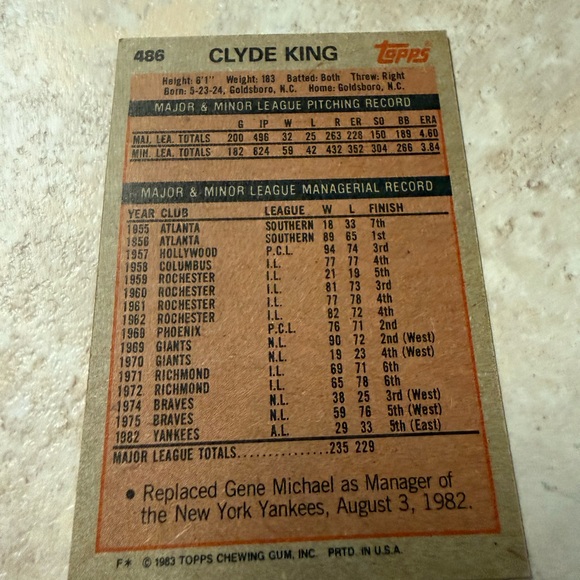 486 CLYDE KING TOPPS
Height: 6'1" Weight: 183 Batted: Both Threw: Right
Born: 5-23-24, Goldsboro, N.C. Home: Goldsboro, N.C.
MAJOR & MINOR LEAGUE PITCHING RECORD
G IP W L R ER SO BB ERA
MAJ. LEA. TOTALS 200 496 32 25 263 228 150 189 4.60
MIN. LEA. TOTALS 182 624 59 42 432 352 304 266 3.84
MAJOR & MINOR LEAGUE MANAGERIAL RECORD
YEAR CLUB LEAGUE W L FINISH
1955 ATLANTA SOUTHERN 18 33 7th
1956 ATLANTA SOUTHERN 89 65 1st
1957 HOLLYWOOD P.C.L. 94 74 3rd
1958 COLUMBUS I.L. 77 77 4th
1959 ROCHESTER I.L. 21 19 5th
1960 ROCHESTER I.L. 81 73 3rd
1961 ROCHESTER I.L. 77 78 4th
1962 ROCHESTER I.L. 82 72 4th
1968 PHOENIX P.C.L. 76 71 2nd
1969 GIANTS N.L. 90 72 2nd (West)
1970 GIANTS N.L. 19 23 4th (West)
1971 RICHMOND I.L. 69 71 6th
1972 RICHMOND I.L. 65 78 6th
1974 BRAVES N.L. 38 25 3rd (West)
1975 BRAVES N.L. 59 76 5th (West)
1982 YANKEES A.L. 29 33 5th (East)
MAJOR LEAGUE TOTALS...............235 229
• Replaced Gene Michael as Manager of
the New York Yankees, August 3, 1982.
F* © 1983 TOPPS CHEWING GUM, INC. PRTD. IN U.S.A.